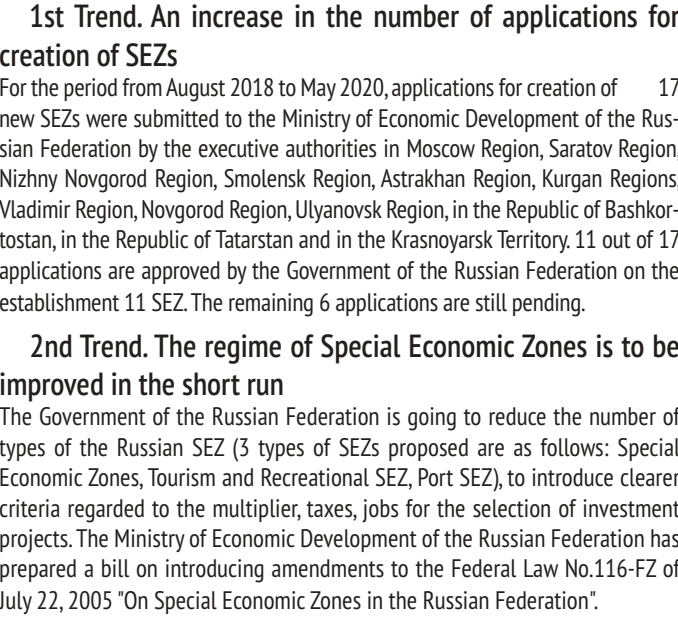 1st Trend. An increase in the number of applications for
creation of SEZs
For the period from August 2018 to May 2020, applications for creation of 17
new SEZs were submitted to the Ministry of Economic Development of the Rus-
sian Federation by the executive authorities in Moscow Region, Saratov Region,
Nizhny Novgorod Region, Smolensk Region, Astrakhan Region, Kurgan Regions,
Vladimir Region, Novgorod Region, Ulyanovsk Region, in the Republic of Bashkor-
tostan, in the Republic of Tatarstan and in the Krasnoyarsk Territory. 11 out of 17
applications are approved by the Government of the Russian Federation on the
establishment 11 SEZ. The remaining 6 applications are still pending.
2nd Trend. The regime of Special Economic Zones is to be
improved in the short run
The Government of the Russian Federation is going to reduce the number of
types of the Russian SEZ (3 types of SEZs proposed are as follows: Special
Economic Zones, Tourism and Recreational SEZ, Port SEZ), to introduce clearer
criteria regarded to the multiplier, taxes, jobs for the selection of investment
projects. The Ministry of Economic Development of the Russian Federation has
prepared a bill on introducing amendments to the Federal Law No.116-FZ of
July 22, 2005 "On Special Economic Zones in the Russian Federation".